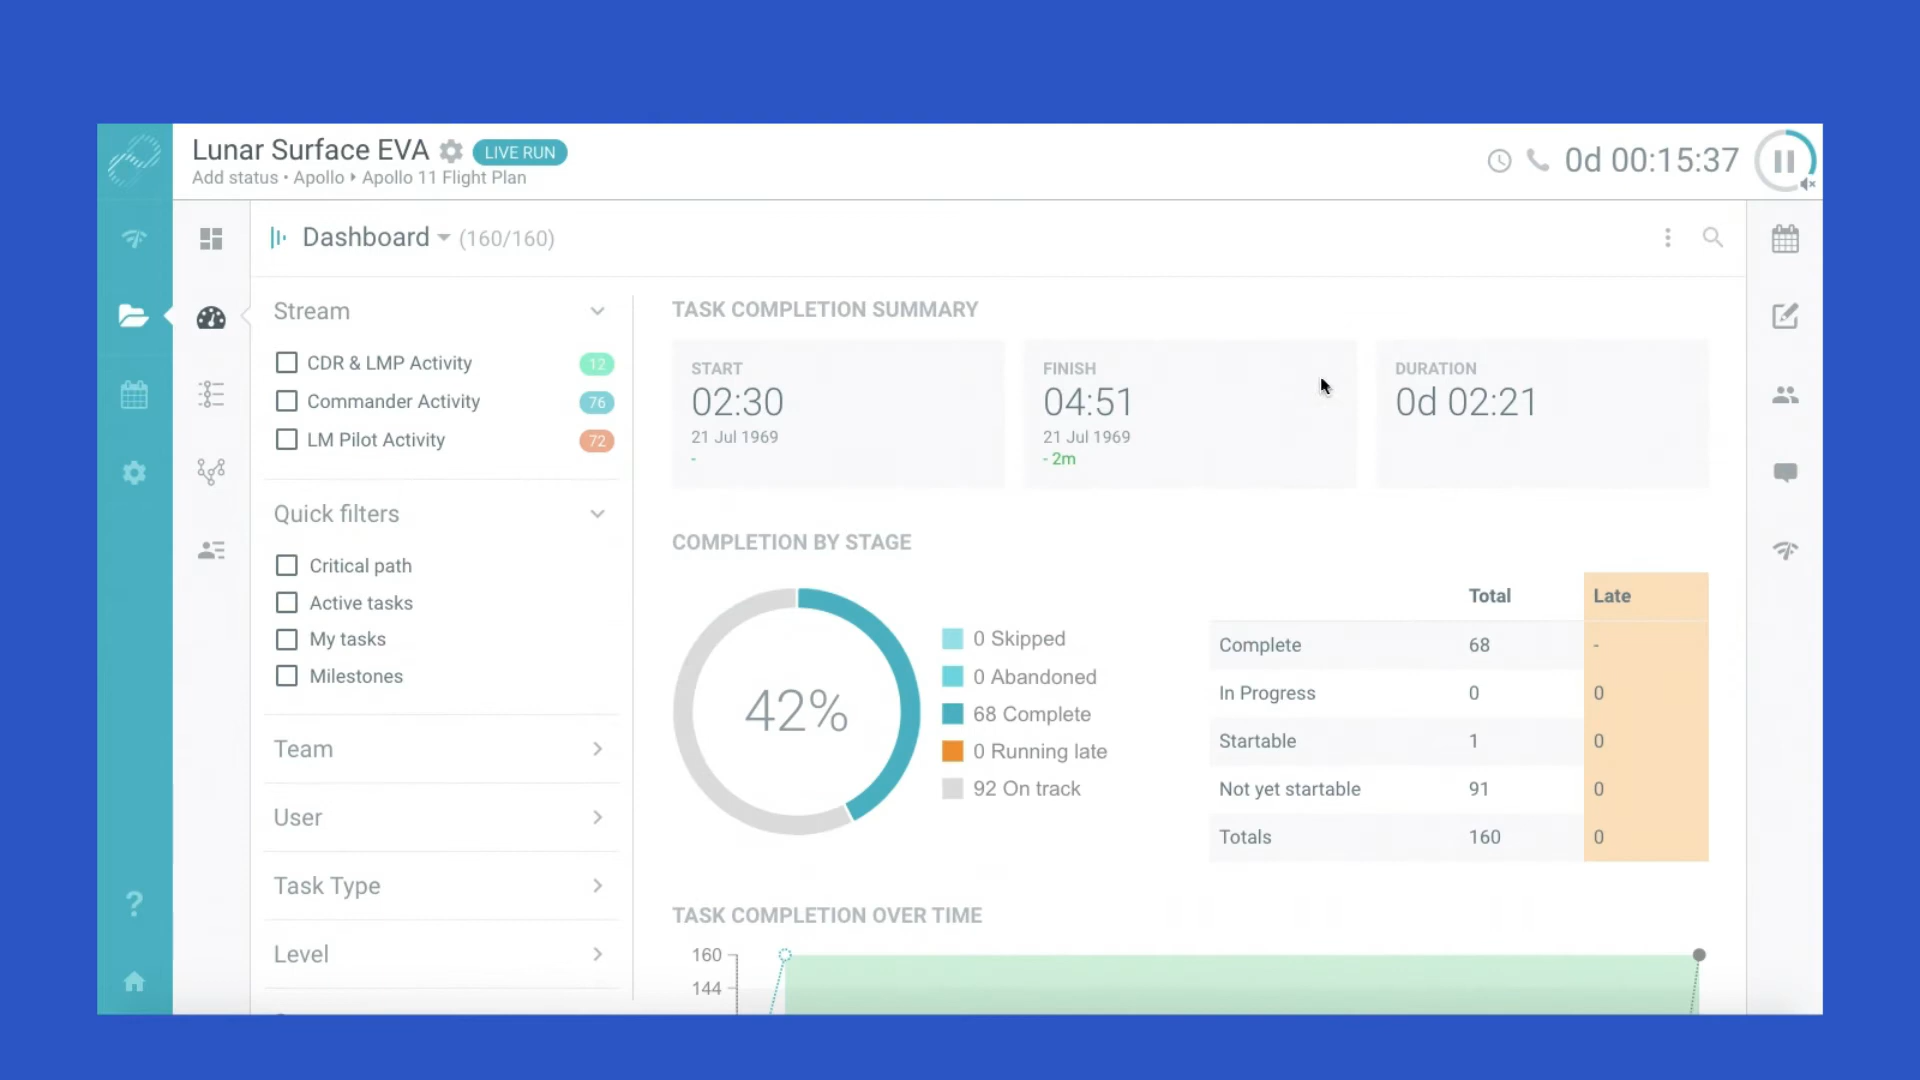 Lunar Surface EVA LIVE RUN
Add status • Apollo ‣ Apollo 11 Flight Plan
0d 00:15:37
Dashboard (160/160)
Stream
CDR & LMP Activity 12
Commander Activity 76
LM Pilot Activity 72
Quick filters
Critical path
Active tasks
My tasks
Milestones
Team
User
Task Type
Level
?
TASK COMPLETION SUMMARY
START
02:30
21 Jul 1969
-
FINISH
04:51
21 Jul 1969
- 2m
DURATION
0d 02:21
COMPLETION BY STAGE
42%
0 Skipped
0 Abandoned
68 Complete
0 Running late
92 On track
Total Late
Complete 68 -
In Progress 0 0
Startable 1 0
Not yet startable 91 0
Totals 160 0
TASK COMPLETION OVER TIME
160
144